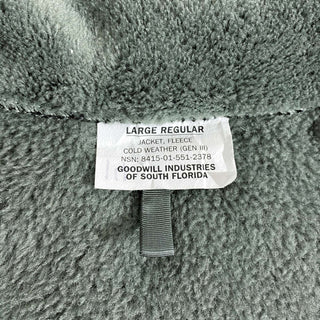 LARGE REGULAR
JACKET, FLEECE
COLD WEATHER (GEN III)
NSN: 8415-01-551-2378
GOODWILL INDUSTRIES
OF SOUTH FLORIDA